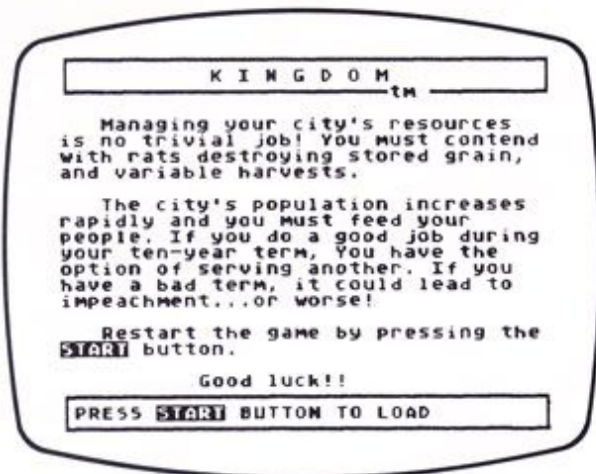 K I N G D O M
tm
Managing your city's resources
is no trivial job! You must contend
with rats destroying stored grain,
and variable harvests.
The city's population increases
rapidly and you must feed your
people. If you do a good job during
your ten-year term, You have the
option of serving another. If you
have a bad term, it could lead to
impeachment...or worse!
Restart the game by pressing the
START button.
Good luck!!
PRESS START BUTTON TO LOAD